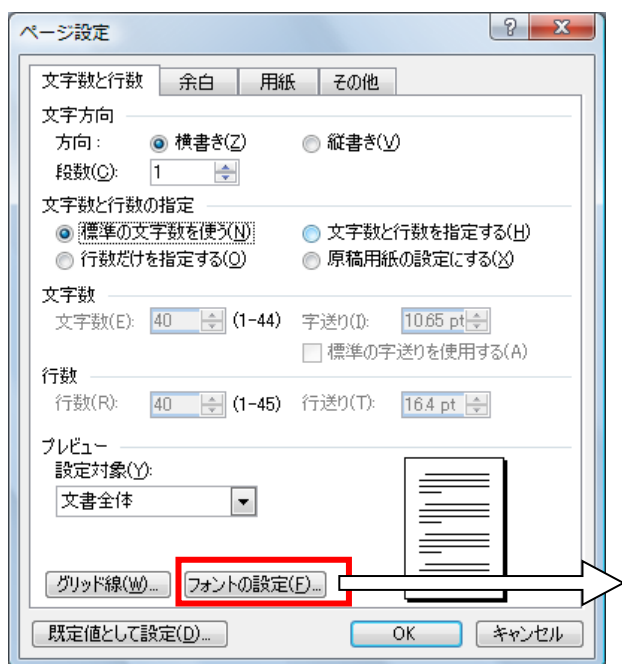 ページ設定
文字数と行数 余白 用紙 その他
文字方向
方向: 横書き(Z) 縦書き(V)
段数(C): 1
文字数と行数の指定
標準の文字数を使う(N) 文字数と行数を指定する(H)
行数だけを指定する(O) 原稿用紙の設定にする(X)
文字数
文字数(E): 40 (1-44) 字送り(I): 10.65 pt
標準の字送りを使用する(A)
行数
行数(R): 40 (1-45) 行送り(T): 16.4 pt
プレビュー
設定対象(Y):
文書全体
グリッド線(W)... フォントの設定(F)...
既定値として設定(D)... OK キャンセル